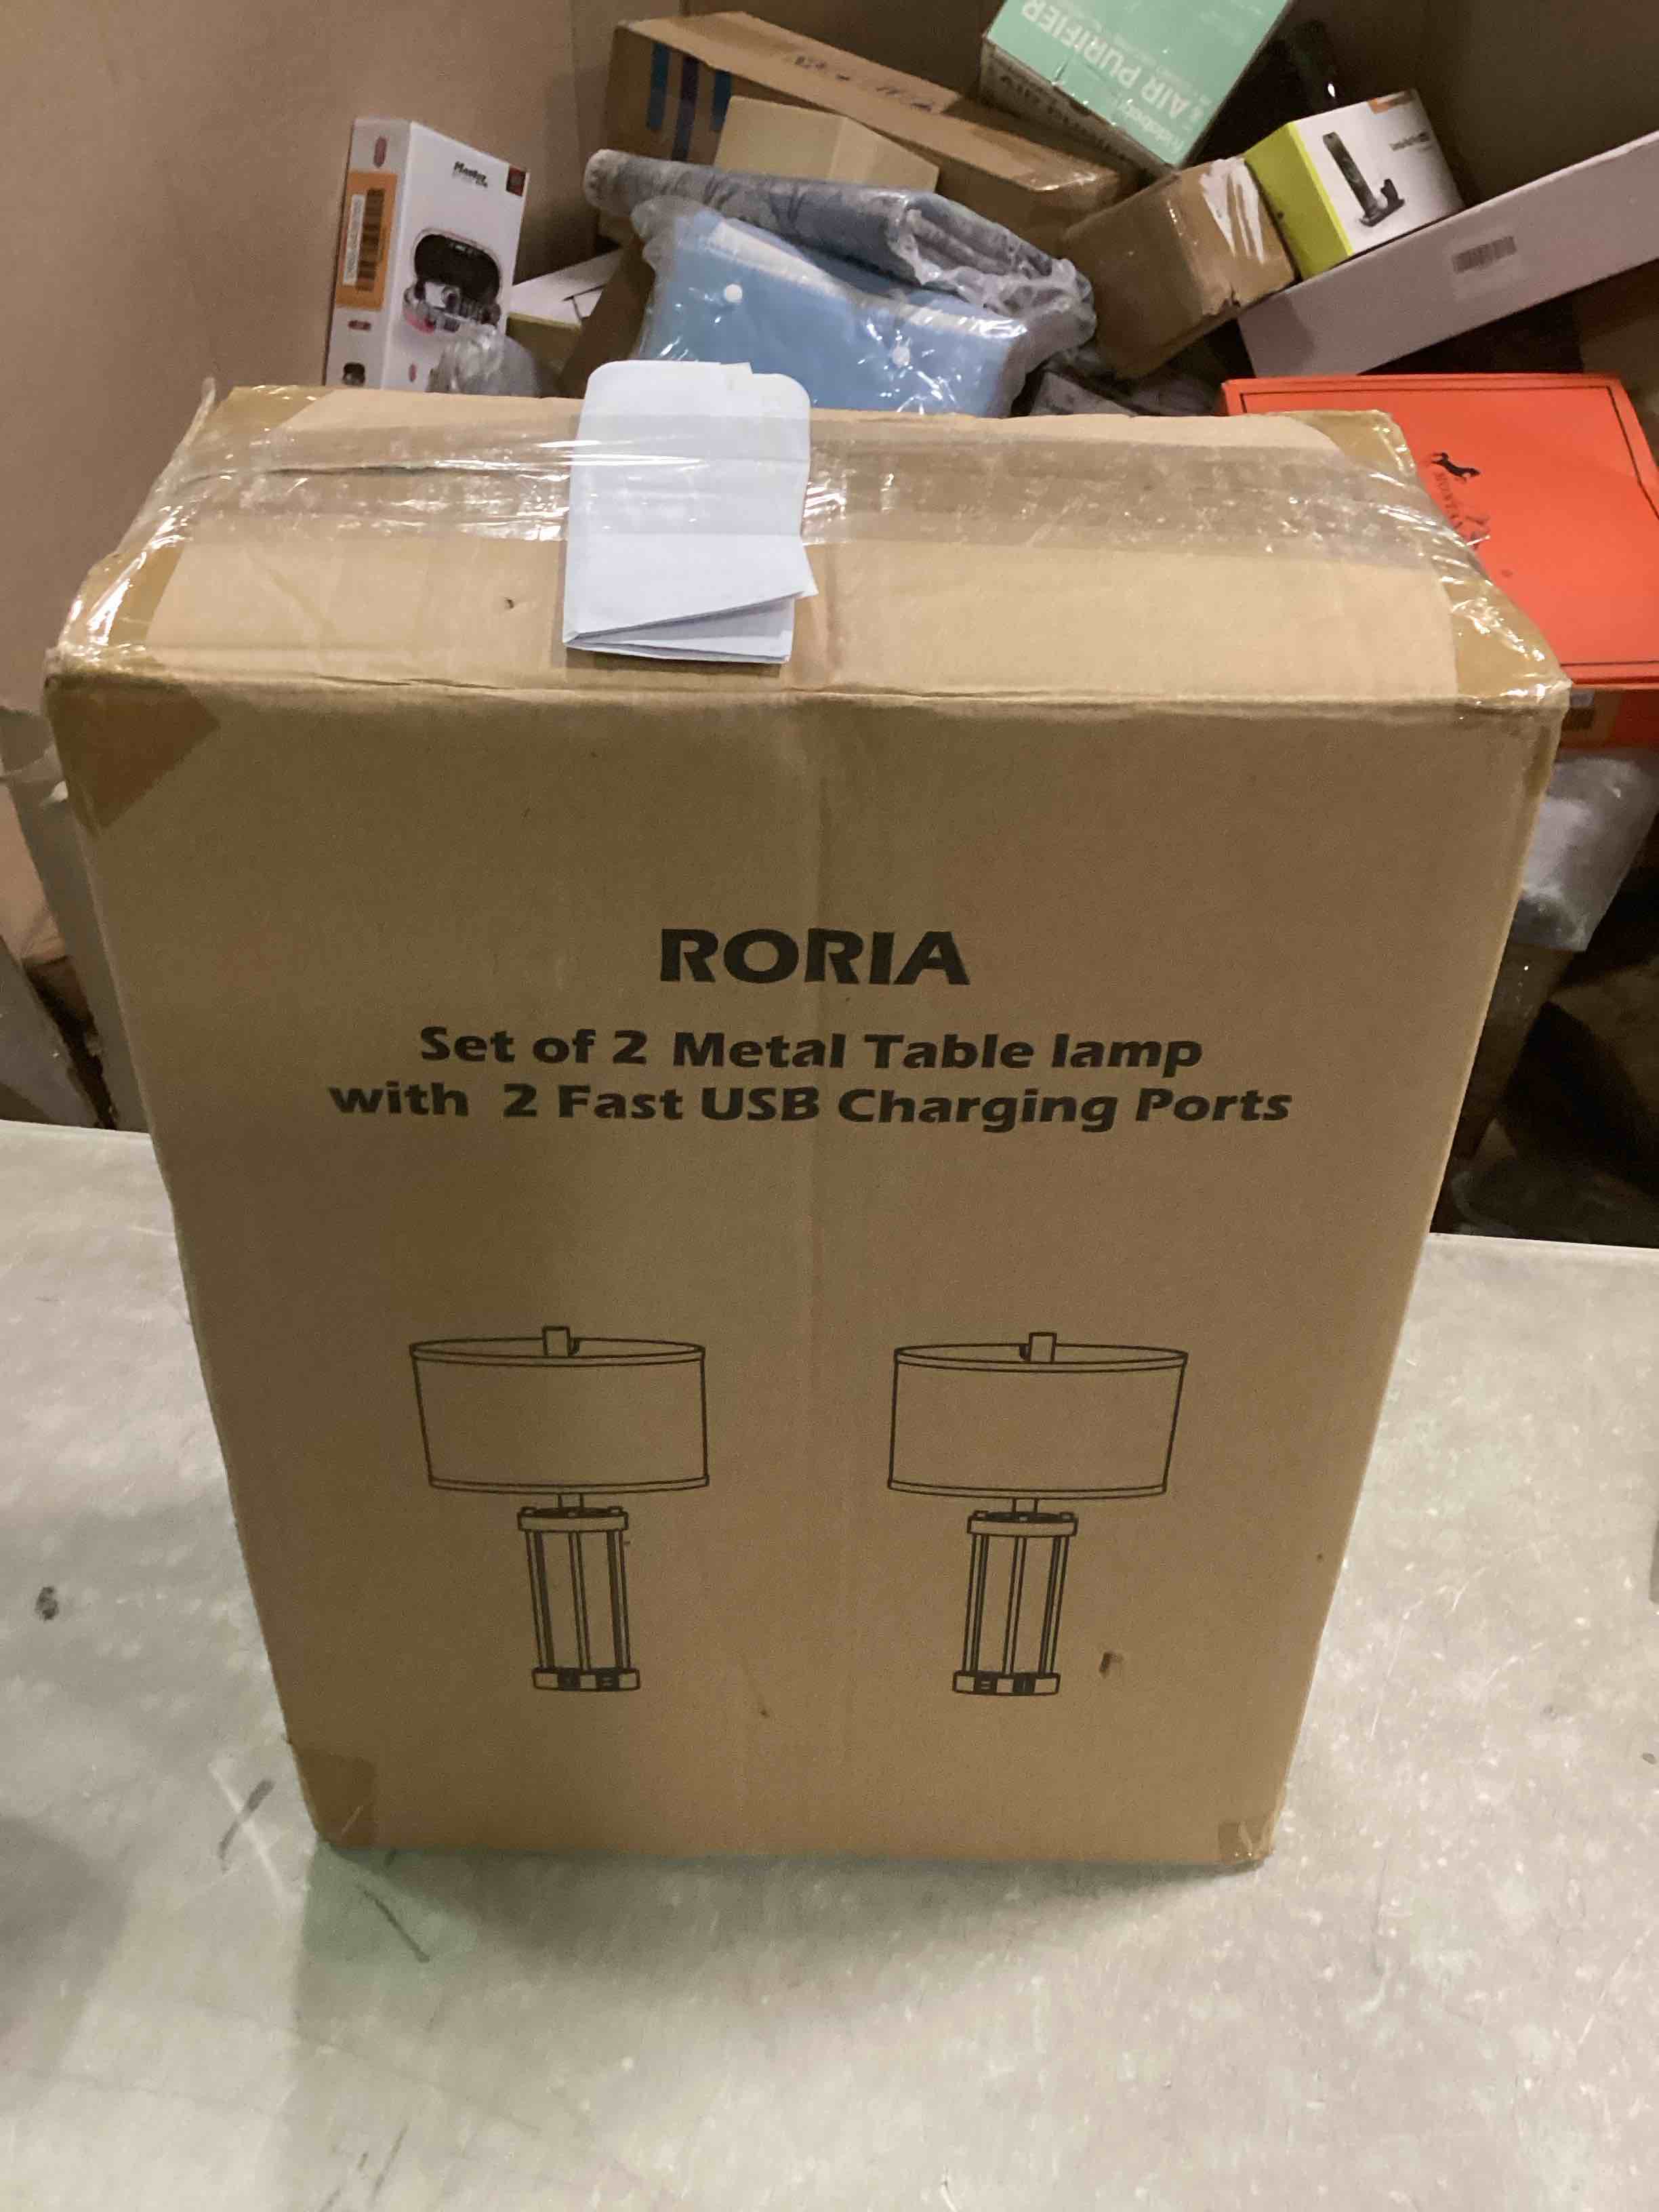 AIR PURIFIER
RORIA
Set of 2 Metal Table lamp
with 2 Fast USB Charging Ports